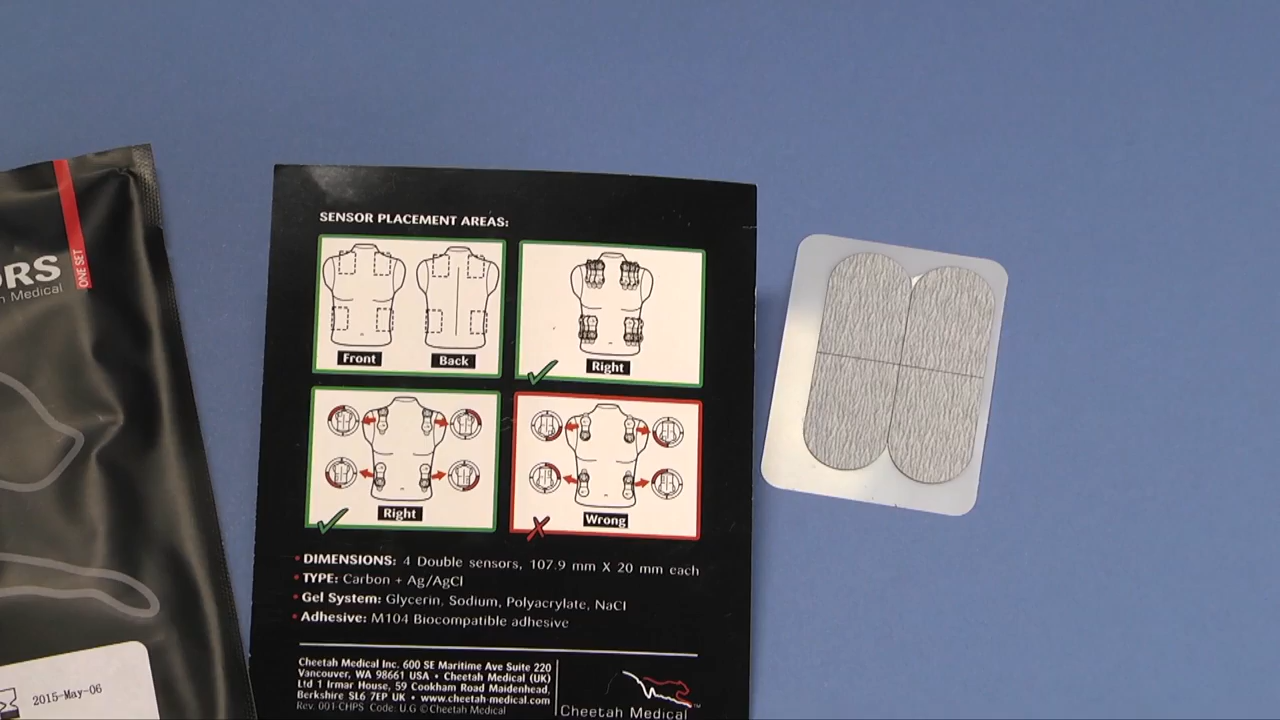 RS
h Medical
ONE SET
2015-May-06
SENSOR PLACEMENT AREAS:
Front
Back
Right
Right
Wrong
• DIMENSIONS: 4 Double sensors, 107.9 mm X 20 mm each
• TYPE: Carbon + Ag/AgCl
• Gel System: Glycerin, Sodium, Polyacrylate, NaCl
• Adhesive: M104 Biocompatible adhesive
Cheetah Medical Inc. 600 SE Maritime Ave Suite 220
Vancouver, WA 98661 USA • Cheetah Medical (UK)
Ltd 1 Irmar House, 59 Cookham Road Maidenhead,
Berkshire SL6 7EP UK • www.cheetah-medical.com
Rev. 001 CHPS Code: U.G © Cheetah Medical
Cheetah Medical™